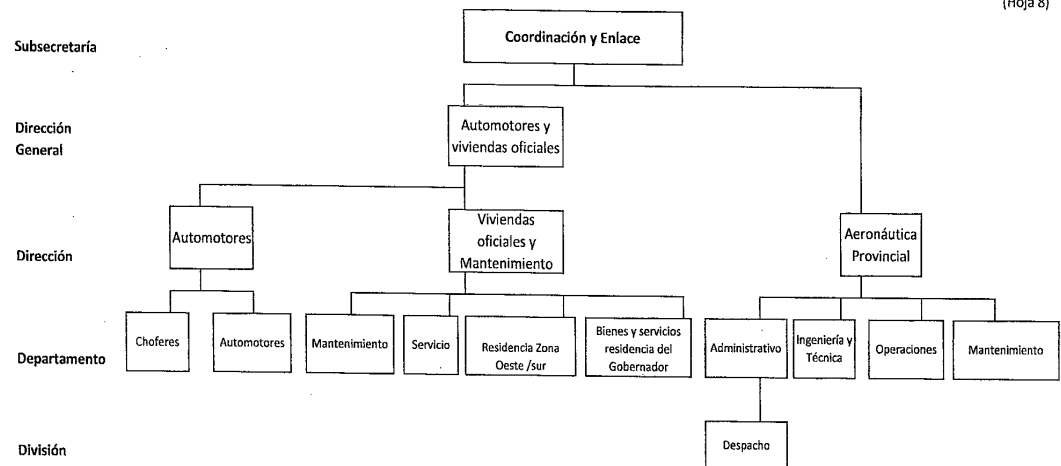 (Hoja 8)
Subsecretaría
Coordinación y Enlace
Dirección
General
Automotores y
viviendas oficiales
Dirección
Automotores
Viviendas
oficiales y
Mantenimiento
Aeronáutica
Provincial
Departamento
Choferes
Automotores
Mantenimiento
Servicio
Residencia Zona
Oeste /sur
Bienes y servicios
residencia del
Gobernador
Administrativo
Ingeniería y
Técnica
Operaciones
Mantenimiento
División
Despacho